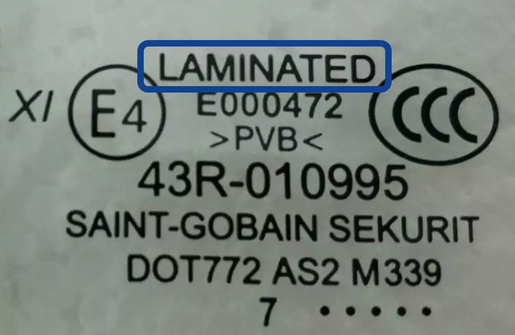 LAMINATED
XI E4 E000472 CCC
>PVB<
43R-010995
SAINT-GOBAIN SEKURIT
DOT772 AS2 M339
7 • • • • •